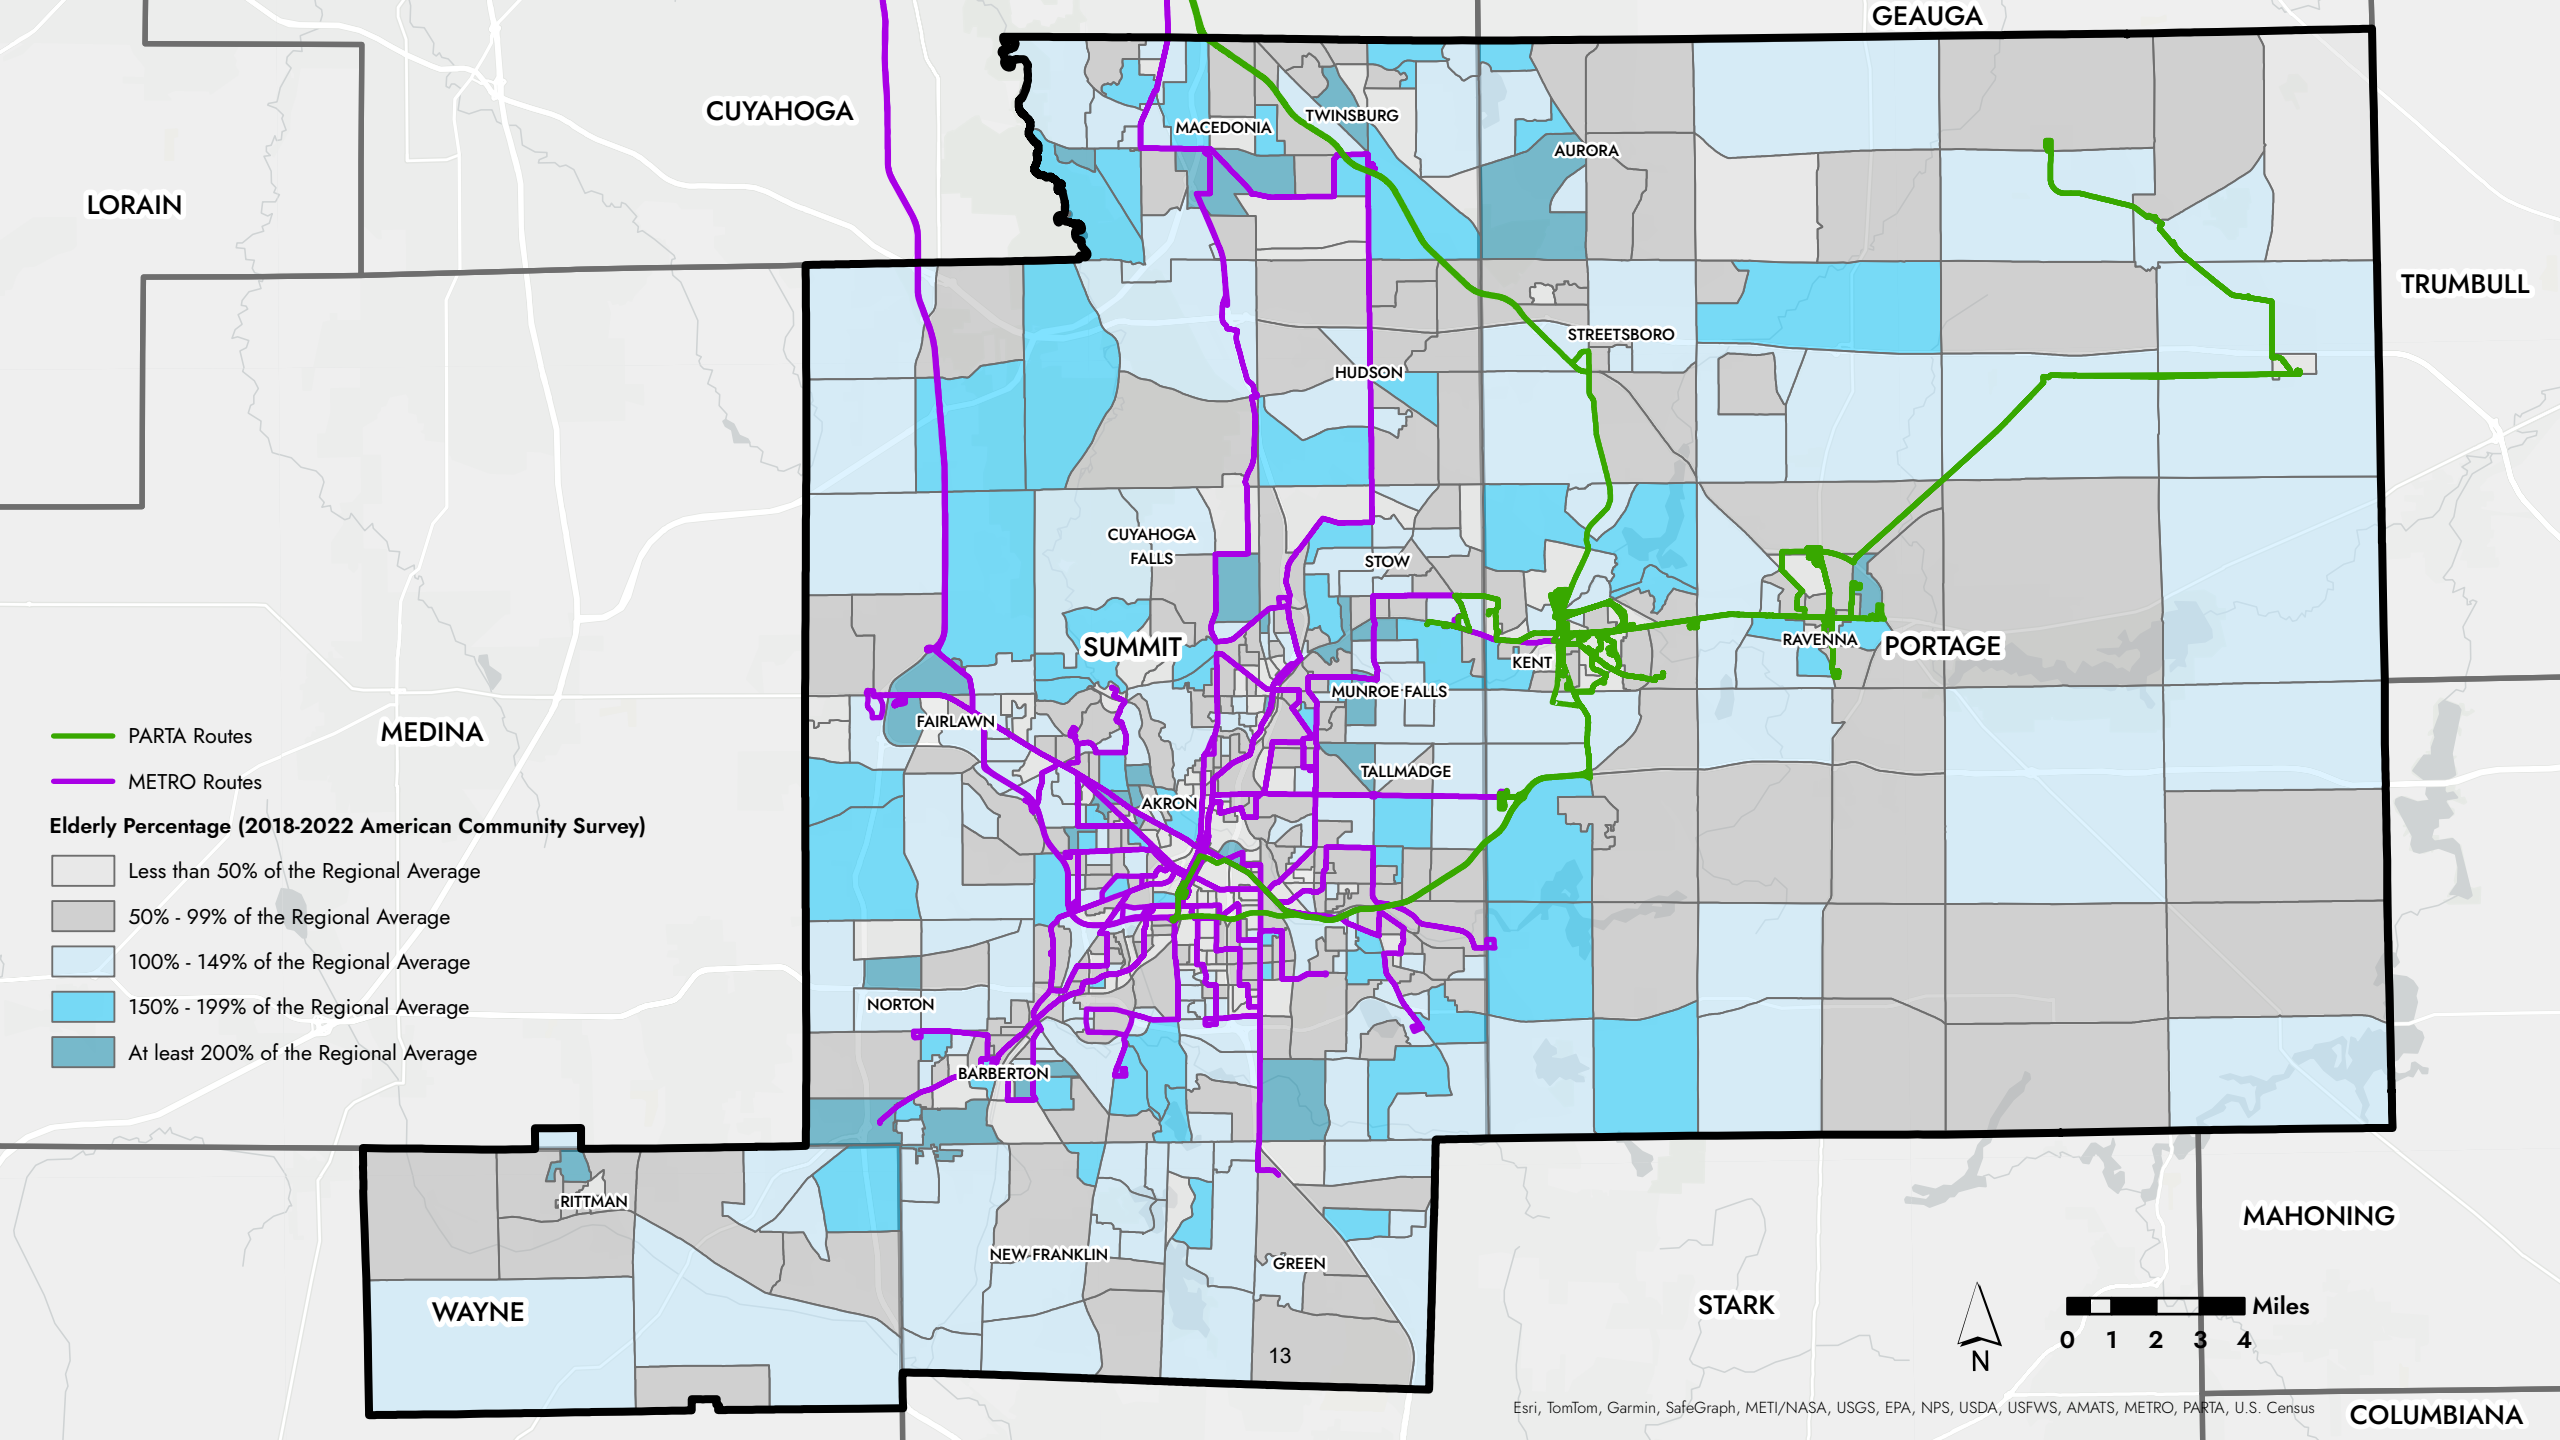 GEAUGA
CUYAHOGA
TWINSBURG
MACEDONIA
AURORA
LORAIN
TRUMBULL
STREETSBORO
HUDSON
CUYAHOGA
FALLS
STOW
SUMMIT
RAVENNA
PORTAGE
KENT
MUNROE FALLS
FAIRLAWN
MEDINA
TALLMADGE
AKRON
NORTON
BARBERTON
PARTA Routes
METRO Routes
Elderly Percentage (2018-2022 American Community Survey)
Less than 50% of the Regional Average
50% - 99% of the Regional Average
100% - 149% of the Regional Average
150% - 199% of the Regional Average
At least 200% of the Regional Average
RITTMAN
MAHONING
NEW FRANKLIN
GREEN
WAYNE
STARK
Miles
0 1 2 3 4
N
13
Esri, TomTom, Garmin, SafeGraph, METI/NASA, USGS, EPA, NPS, USDA, USFWS, AMATS, METRO, PARTA, U.S. Census
COLUMBIANA